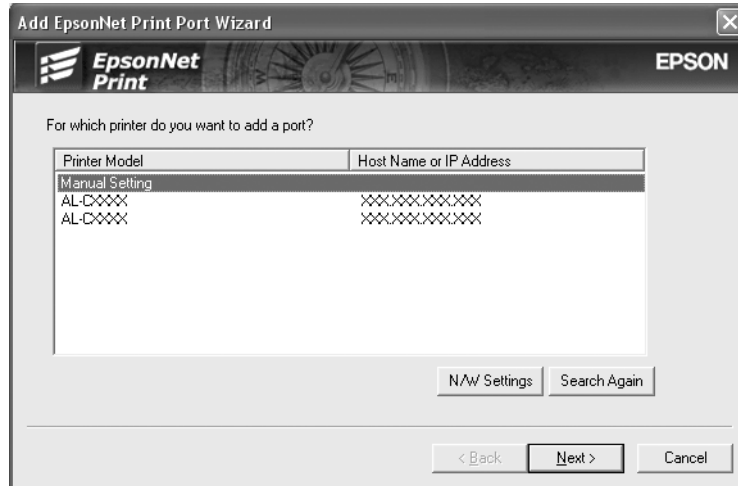 Add EpsonNet Print Port Wizard
EpsonNet
Print
EPSON
For which printer do you want to add a port?
Printer Model Host Name or IP Address
Manual Setting
AL-CXXXX XXX.XXX.XXX.XXX
AL-CXXXX XXX.XXX.XXX.XXX
N/W Settings Search Again
< Back Next > Cancel